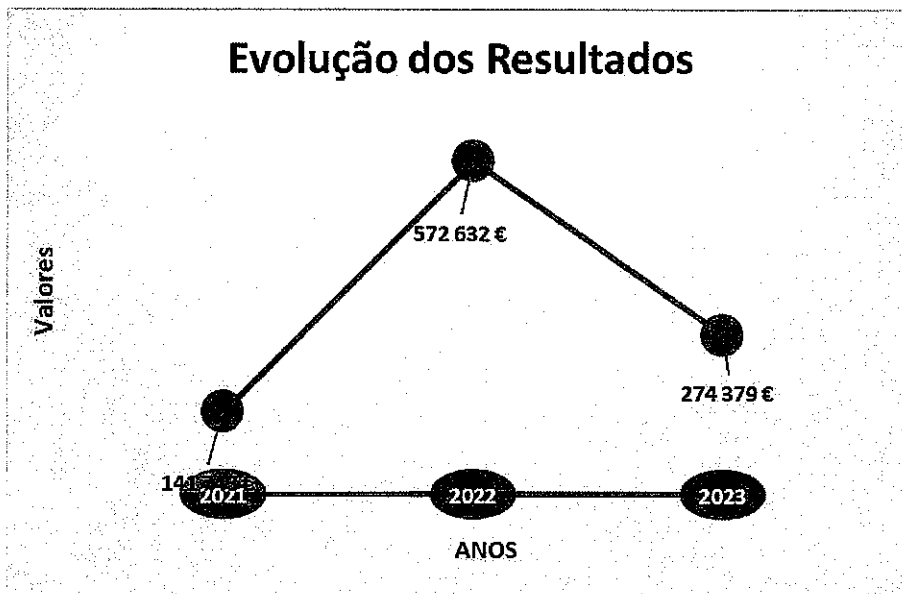 Evolução dos Resultados
572 632 €
Valores
274 379 €
2021
2022
2023
ANOS